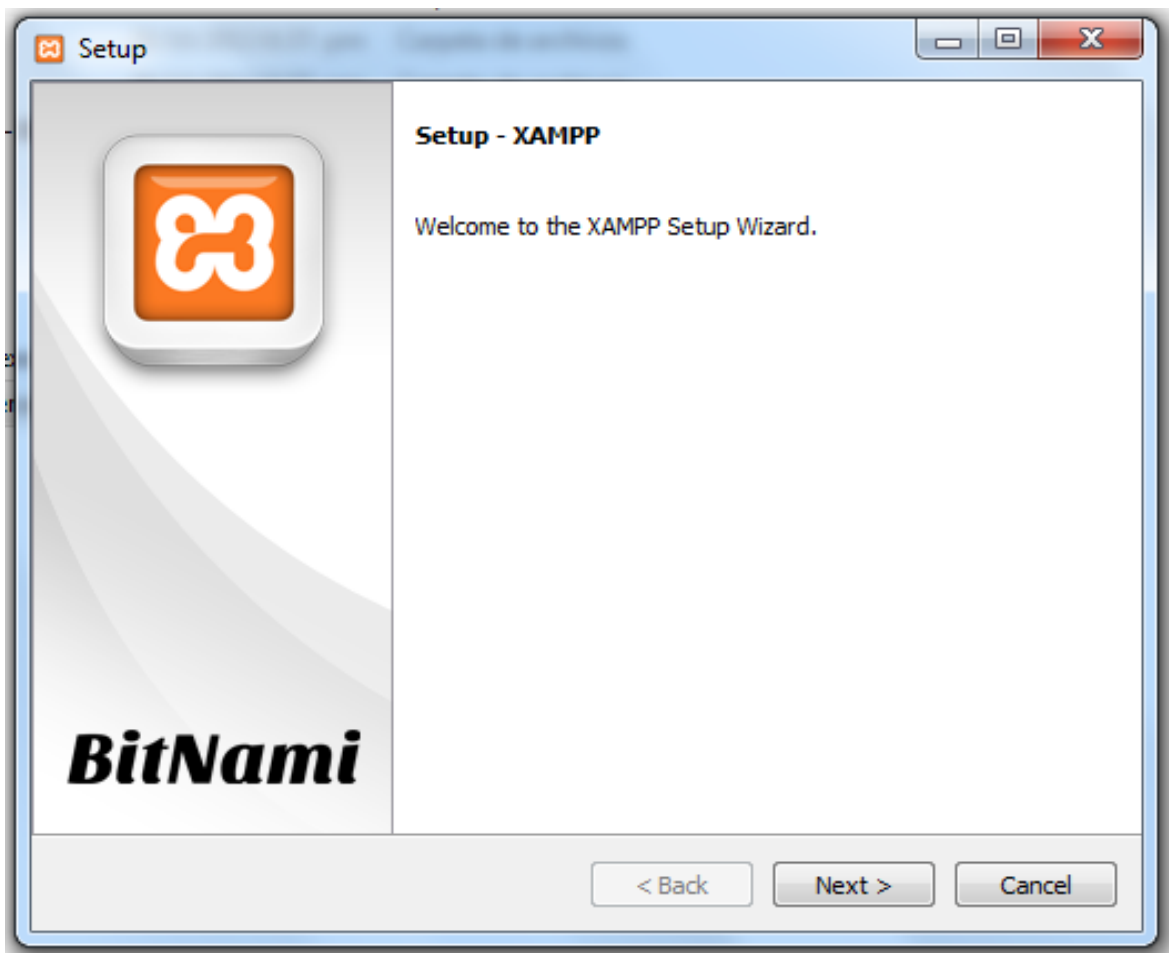 Setup
Setup - XAMPP
Welcome to the XAMPP Setup Wizard.
BitNami
< Back
Next >
Cancel